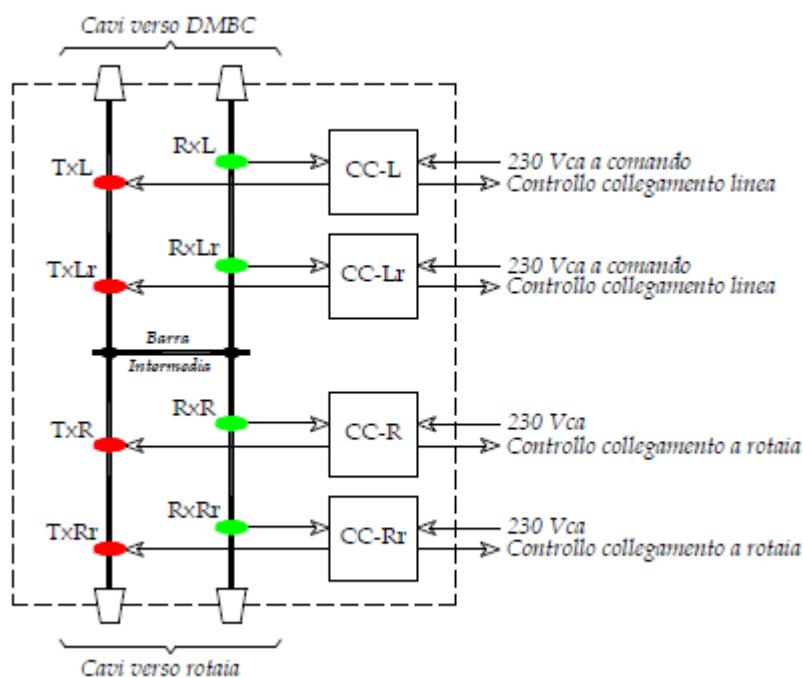 Cavi verso DMBC
RxL
TxL
CC-L
230 Vca a comando
Controllo collegamento linea
RxLr
TxLr
CC-Lr
230 Vca a comando
Controllo collegamento linea
Barra
Intermedia
RxR
TxR
CC-R
230 Vca
Controllo collegamento a rotaia
RxRr
TxRr
CC-Rr
230 Vca
Controllo collegamento a rotaia
Cavi verso rotaia